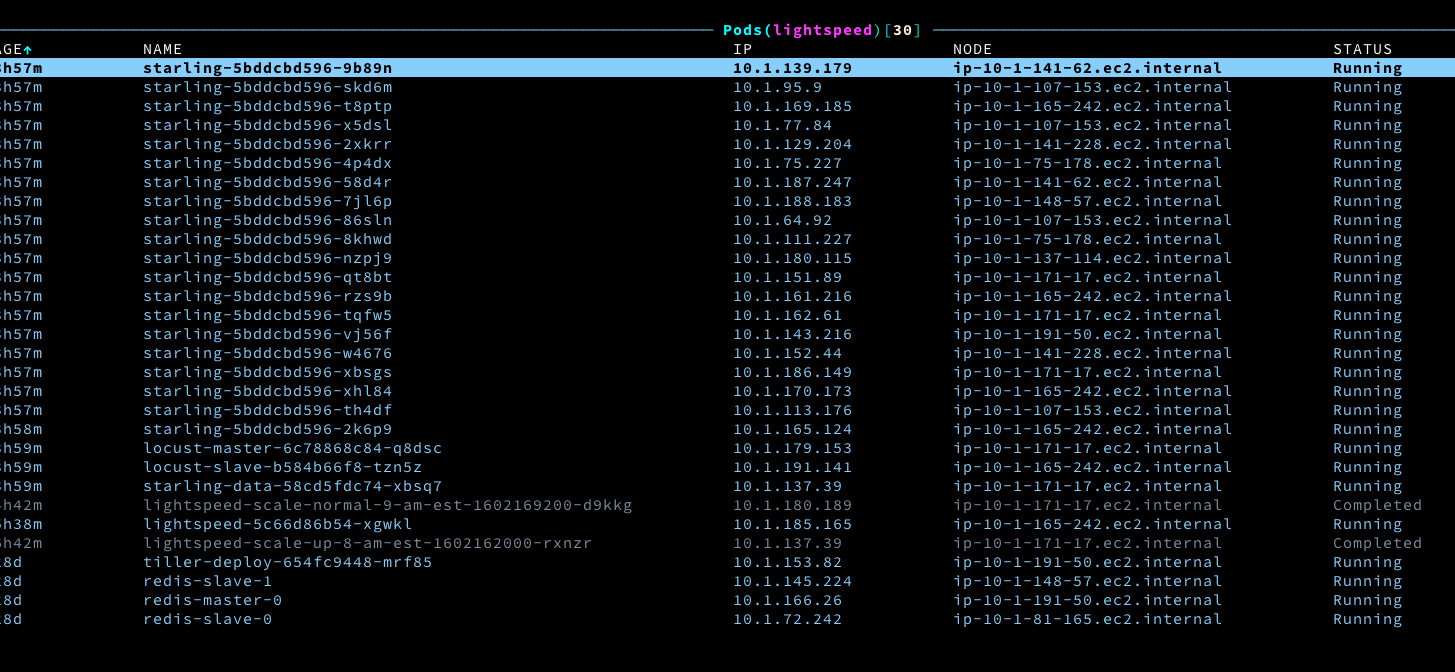 Pods(lightspeed)[30]
AGE↑ NAME IP NODE STATUS
h57m starling-5bddcbd596-9b89n 10.1.139.179 ip-10-1-141-62.ec2.internal Running
h57m starling-5bddcbd596-skd6m 10.1.95.9 ip-10-1-107-153.ec2.internal Running
h57m starling-5bddcbd596-t8ptp 10.1.169.185 ip-10-1-165-242.ec2.internal Running
h57m starling-5bddcbd596-x5dsl 10.1.77.84 ip-10-1-107-153.ec2.internal Running
h57m starling-5bddcbd596-2xkrr 10.1.129.204 ip-10-1-141-228.ec2.internal Running
h57m starling-5bddcbd596-4p4dx 10.1.75.227 ip-10-1-75-178.ec2.internal Running
h57m starling-5bddcbd596-58d4r 10.1.187.247 ip-10-1-141-62.ec2.internal Running
h57m starling-5bddcbd596-7jl6p 10.1.188.183 ip-10-1-148-57.ec2.internal Running
h57m starling-5bddcbd596-86sln 10.1.64.92 ip-10-1-107-153.ec2.internal Running
h57m starling-5bddcbd596-8khwd 10.1.111.227 ip-10-1-75-178.ec2.internal Running
h57m starling-5bddcbd596-nzpj9 10.1.180.115 ip-10-1-137-114.ec2.internal Running
h57m starling-5bddcbd596-qt8bt 10.1.151.89 ip-10-1-171-17.ec2.internal Running
h57m starling-5bddcbd596-rzs9b 10.1.161.216 ip-10-1-165-242.ec2.internal Running
h57m starling-5bddcbd596-tqfw5 10.1.162.61 ip-10-1-171-17.ec2.internal Running
h57m starling-5bddcbd596-vj56f 10.1.143.216 ip-10-1-191-50.ec2.internal Running
h57m starling-5bddcbd596-w4676 10.1.152.44 ip-10-1-141-228.ec2.internal Running
h57m starling-5bddcbd596-xbsgs 10.1.186.149 ip-10-1-171-17.ec2.internal Running
h57m starling-5bddcbd596-xhl84 10.1.170.173 ip-10-1-165-242.ec2.internal Running
h57m starling-5bddcbd596-th4df 10.1.113.176 ip-10-1-107-153.ec2.internal Running
h58m starling-5bddcbd596-2k6p9 10.1.165.124 ip-10-1-165-242.ec2.internal Running
h59m locust-master-6c78868c84-q8dsc 10.1.179.153 ip-10-1-171-17.ec2.internal Running
h59m locust-slave-b584b66f8-tzn5z 10.1.191.141 ip-10-1-165-242.ec2.internal Running
h59m starling-data-58cd5fdc74-xbsq7 10.1.137.39 ip-10-1-171-17.ec2.internal Running
h42m lightspeed-scale-normal-9-am-est-1602169200-d9kkg 10.1.180.189 ip-10-1-171-17.ec2.internal Completed
h38m lightspeed-5c66d86b54-xgwkl 10.1.185.165 ip-10-1-165-242.ec2.internal Running
h42m lightspeed-scale-up-8-am-est-1602162000-rxnzr 10.1.137.39 ip-10-1-171-17.ec2.internal Completed
8d tiller-deploy-654fc9448-mrf85 10.1.153.82 ip-10-1-191-50.ec2.internal Running
8d redis-slave-1 10.1.145.224 ip-10-1-148-57.ec2.internal Running
8d redis-master-0 10.1.166.26 ip-10-1-191-50.ec2.internal Running
8d redis-slave-0 10.1.72.242 ip-10-1-81-165.ec2.internal Running